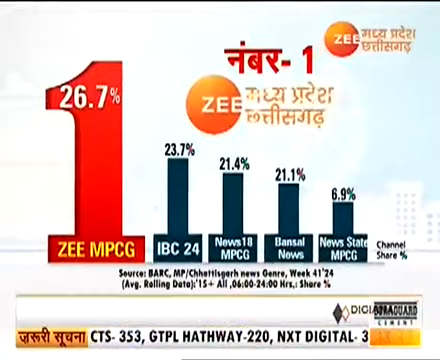 नंबर- 1
ZEE मध्य प्रदेश
छत्तीसगढ़
ZEE मध्य प्रदेश
छत्तीसगढ़
26.7%
23.7%
21.4%
21.1%
6.9%
ZEE MPCG
IBC 24
News18
MPCG
Bansal
News
News State
MPCG
Channel
Share %
Source: BARC, MP/Chhattisgarh news Genre, Week 41'24
(Avg. Rolling Data):'15+ All ,06:00-24:00 Hrs,: Share %
CEMENT
ज़रूरी सूचना CTS- 353, GTPL HATHWAY-220, NXT DIGITAL- 3